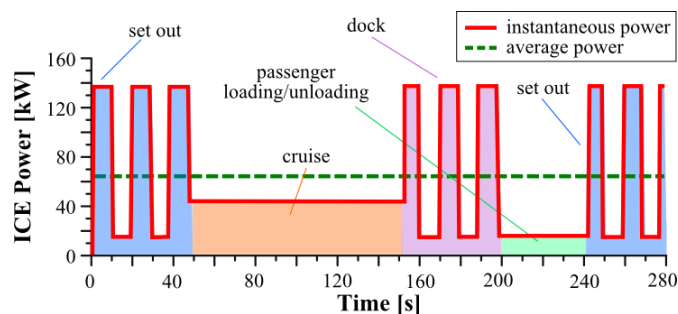 set out
dock
instantaneous power
average power
passenger
loading/unloading
set out
cruise
ICE Power [kW]
160
120
80
40
0
0
40
80
120
160
200
240
280
Time [s]